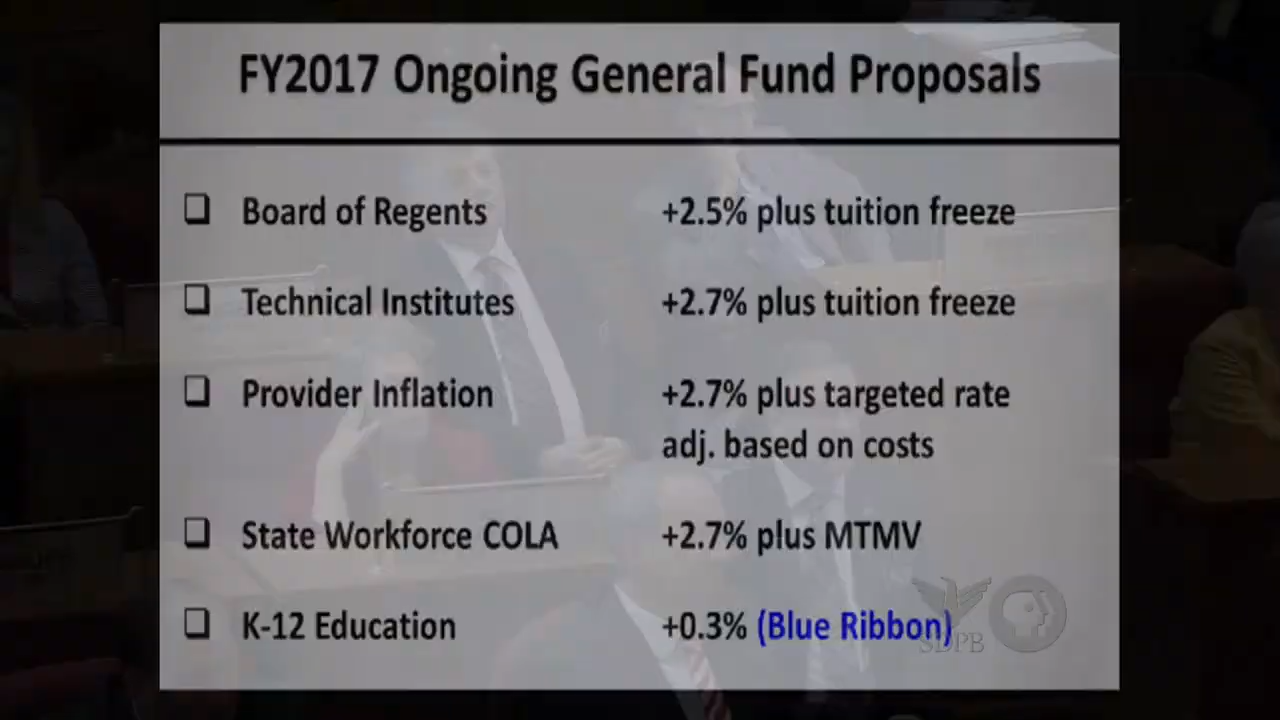 FY2017 Ongoing General Fund Proposals
❑ Board of Regents +2.5% plus tuition freeze
❑ Technical Institutes +2.7% plus tuition freeze
❑ Provider Inflation +2.7% plus targeted rate
adj. based on costs
❑ State Workforce COLA +2.7% plus MTMV
❑ K-12 Education +0.3% (Blue Ribbon)
SDPB